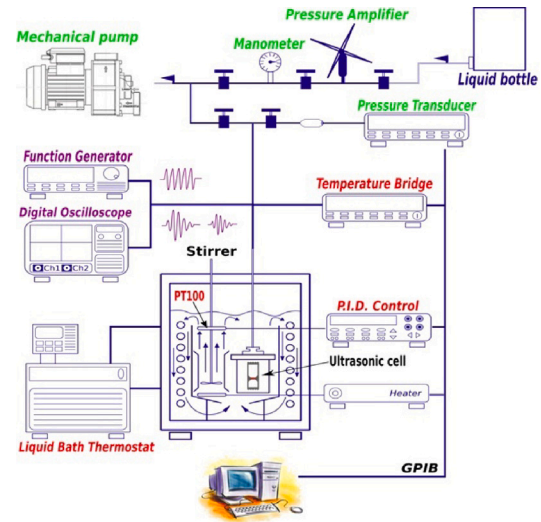 Pressure Amplifier
Mechanical pump
Manometer
Liquid bottle
Pressure Transducer
Function Generator
Temperature Bridge
Digital Oscilloscope
Stirrer
Ch1 Ch2
PT100
P.I.D. Control
Ultrasonic cell
Heater
Liquid Bath Thermostat
GPIB